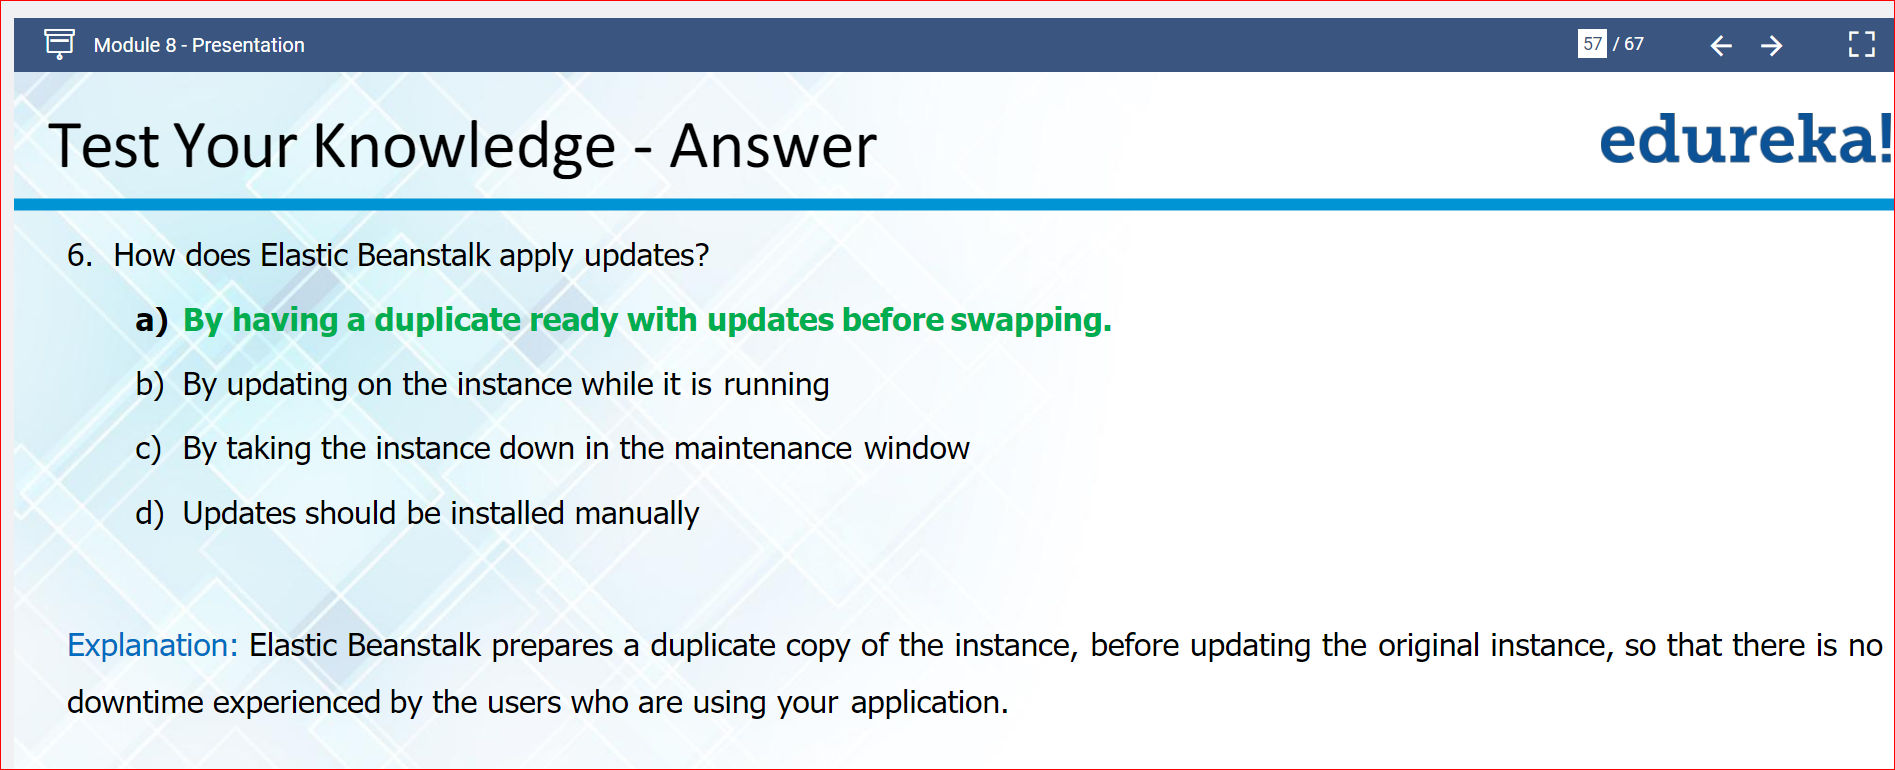 Module 8 - Presentation
57 / 67
Test Your Knowledge - Answer
edureka!
6. How does Elastic Beanstalk apply updates?
a) By having a duplicate ready with updates before swapping.
b) By updating on the instance while it is running
c) By taking the instance down in the maintenance window
d) Updates should be installed manually
Explanation: Elastic Beanstalk prepares a duplicate copy of the instance, before updating the original instance, so that there is no
downtime experienced by the users who are using your application.